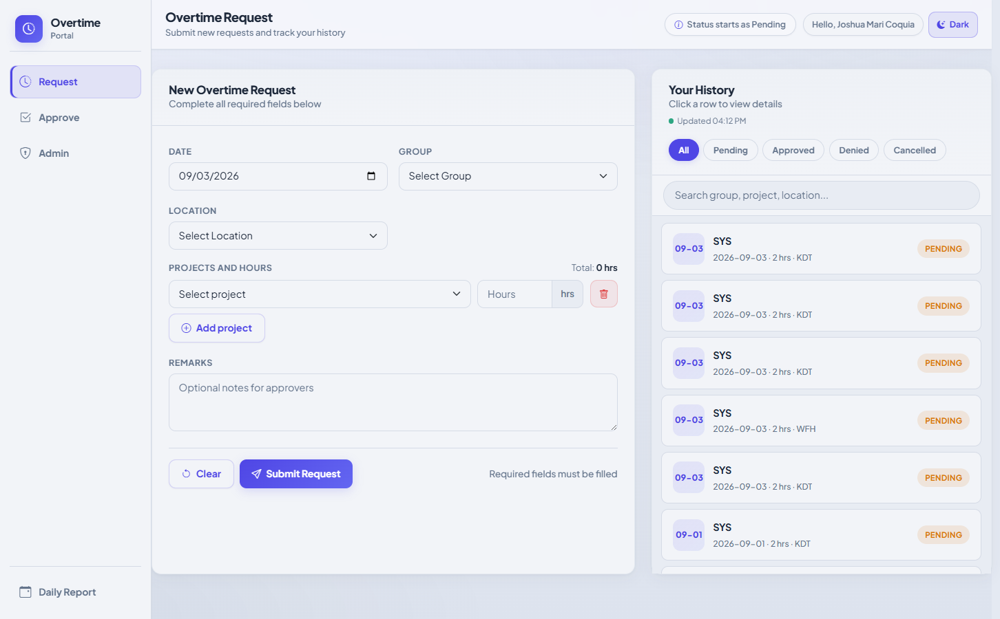 Overtime
Portal
Request
Approve
Admin
Daily Report
Overtime Request
Submit new requests and track your history
Status starts as Pending
Hello, Joshua Mari Coquia
Dark
New Overtime Request
Complete all required fields below
DATE
GROUP
09/03/2026
Select Group
LOCATION
Select Location
PROJECTS AND HOURS
Total: 0 hrs
Select project
Hours
hrs
Add project
REMARKS
Optional notes for approvers
Clear
Submit Request
Required fields must be filled
Your History
Click a row to view details
Updated 04:12 PM
All
Pending
Approved
Denied
Cancelled
Search group, project, location...
09-03
SYS
2026-09-03 · 2 hrs · KDT
PENDING
09-03
SYS
2026-09-03 · 2 hrs · KDT
PENDING
09-03
SYS
2026-09-03 · 2 hrs · KDT
PENDING
09-03
SYS
2026-09-03 · 2 hrs · WFH
PENDING
09-03
SYS
2026-09-03 · 2 hrs · KDT
PENDING
09-01
SYS
2026-09-01 · 2 hrs · KDT
PENDING